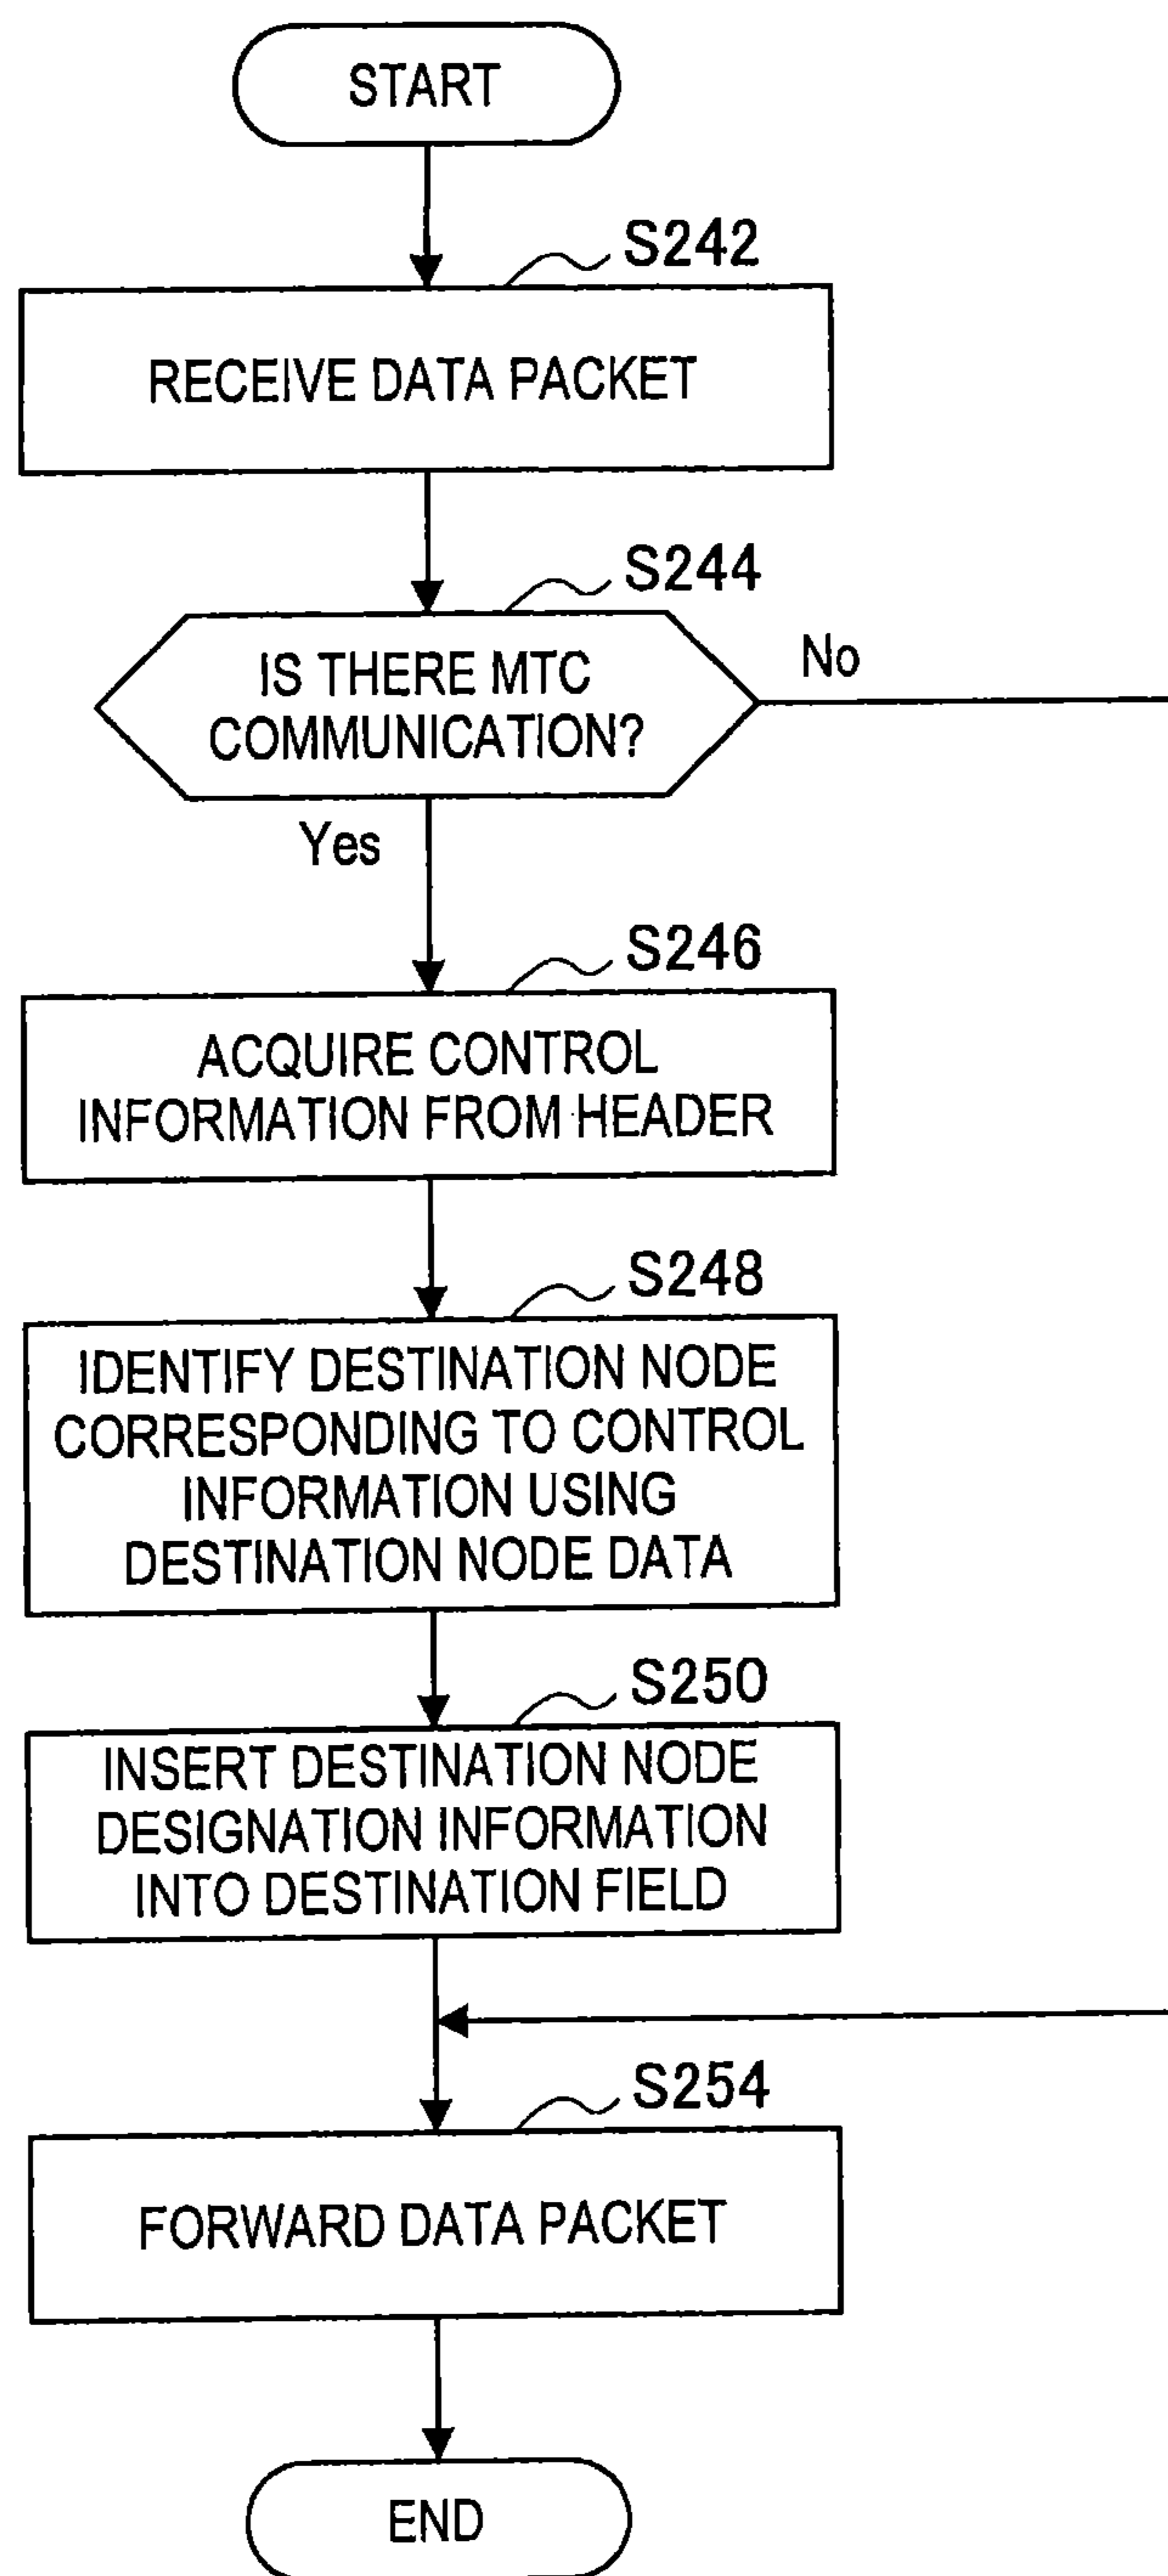 START
S242
RECEIVE DATA PACKET
S244
IS THERE MTC
COMMUNICATION?
No
Yes
S246
ACQUIRE CONTROL
INFORMATION FROM HEADER
S248
IDENTIFY DESTINATION NODE
CORRESPONDING TO CONTROL
INFORMATION USING
DESTINATION NODE DATA
S250
INSERT DESTINATION NODE
DESIGNATION INFORMATION
INTO DESTINATION FIELD
S254
FORWARD DATA PACKET
END